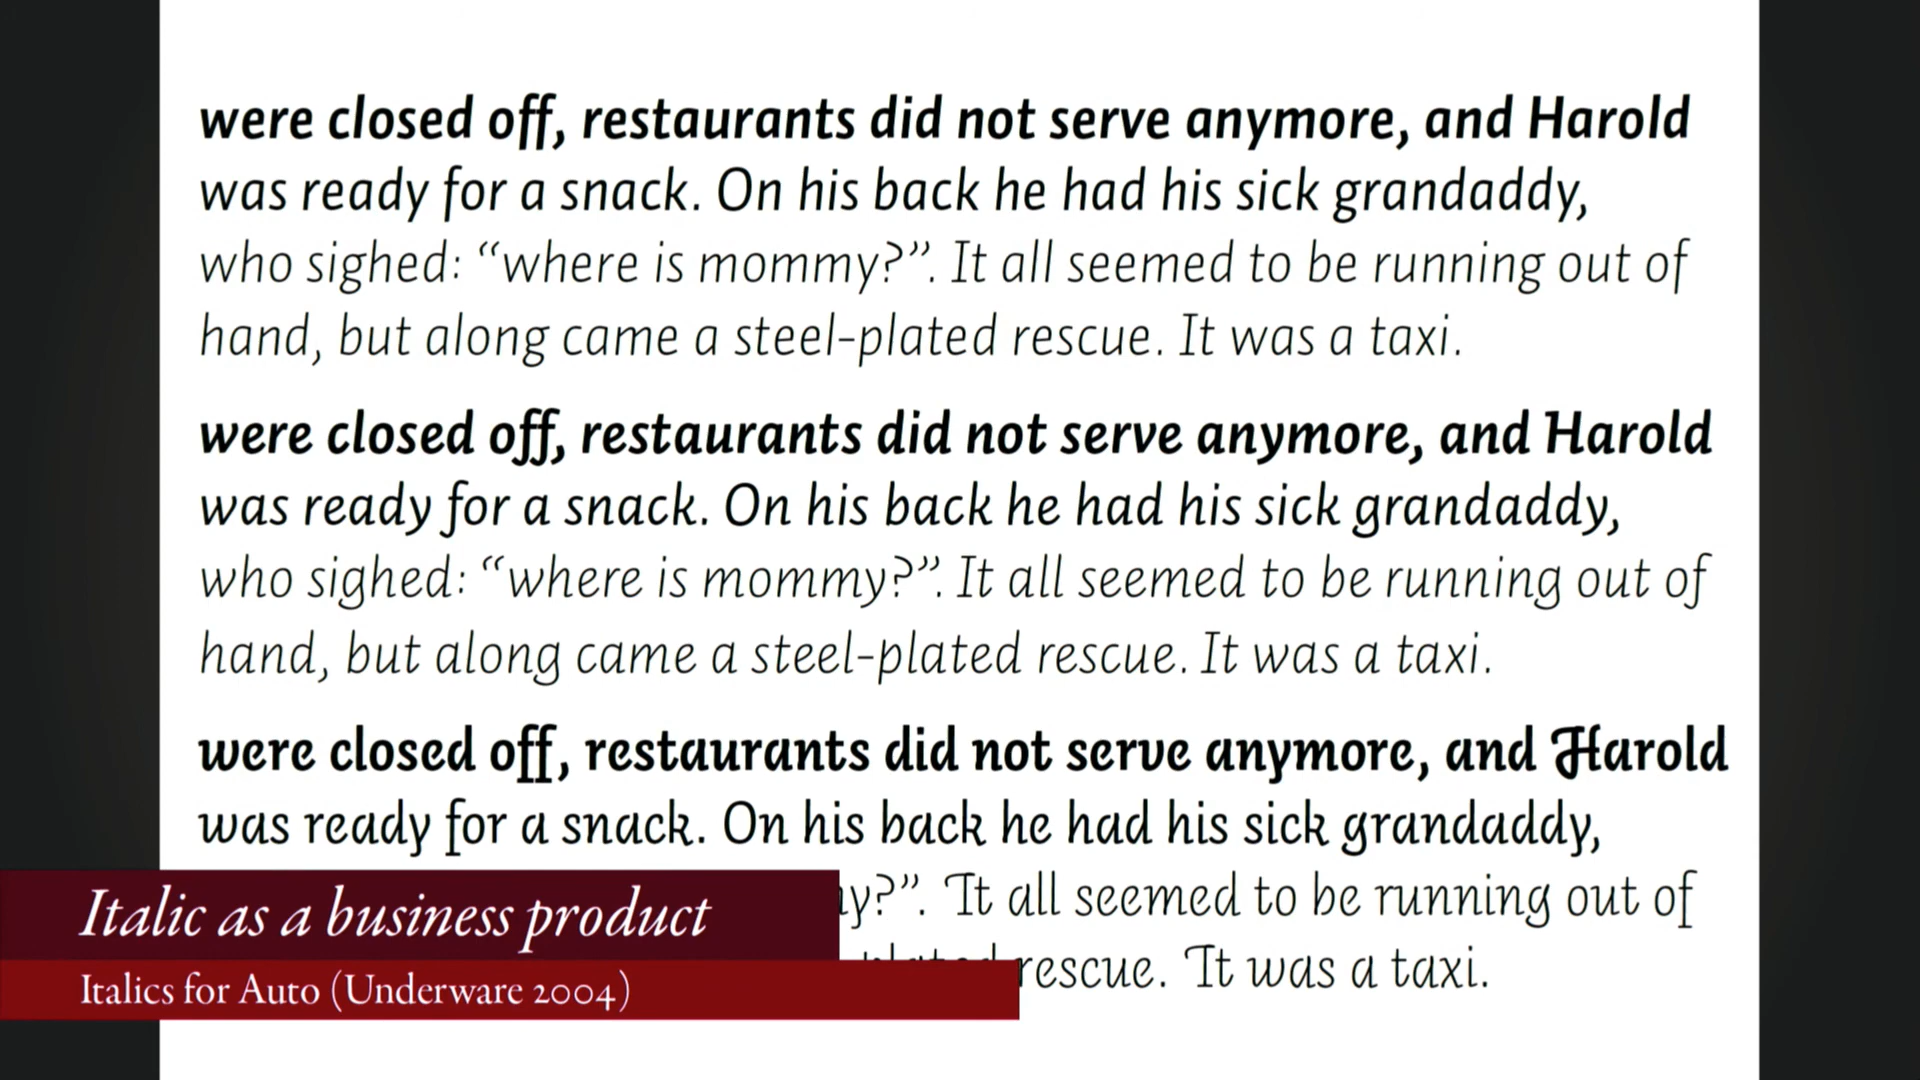 were closed off, restaurants did not serve anymore, and Harold
was ready for a snack. On his back he had his sick grandaddy,
who sighed: “where is mommy?”. It all seemed to be running out of
hand, but along came a steel-plated rescue. It was a taxi.
were closed off, restaurants did not serve anymore, and Harold
was ready for a snack. On his back he had his sick grandaddy,
who sighed: “where is mommy?”. It all seemed to be running out of
hand, but along came a steel-plated rescue. It was a taxi.
were closed off, restaurants did not serve anymore, and Harold
was ready for a snack. On his back he had his sick grandaddy,
It all seemed to be running out of
rescue. It was a taxi.
Italic as a business product
Italics for Auto (Underware 2004)